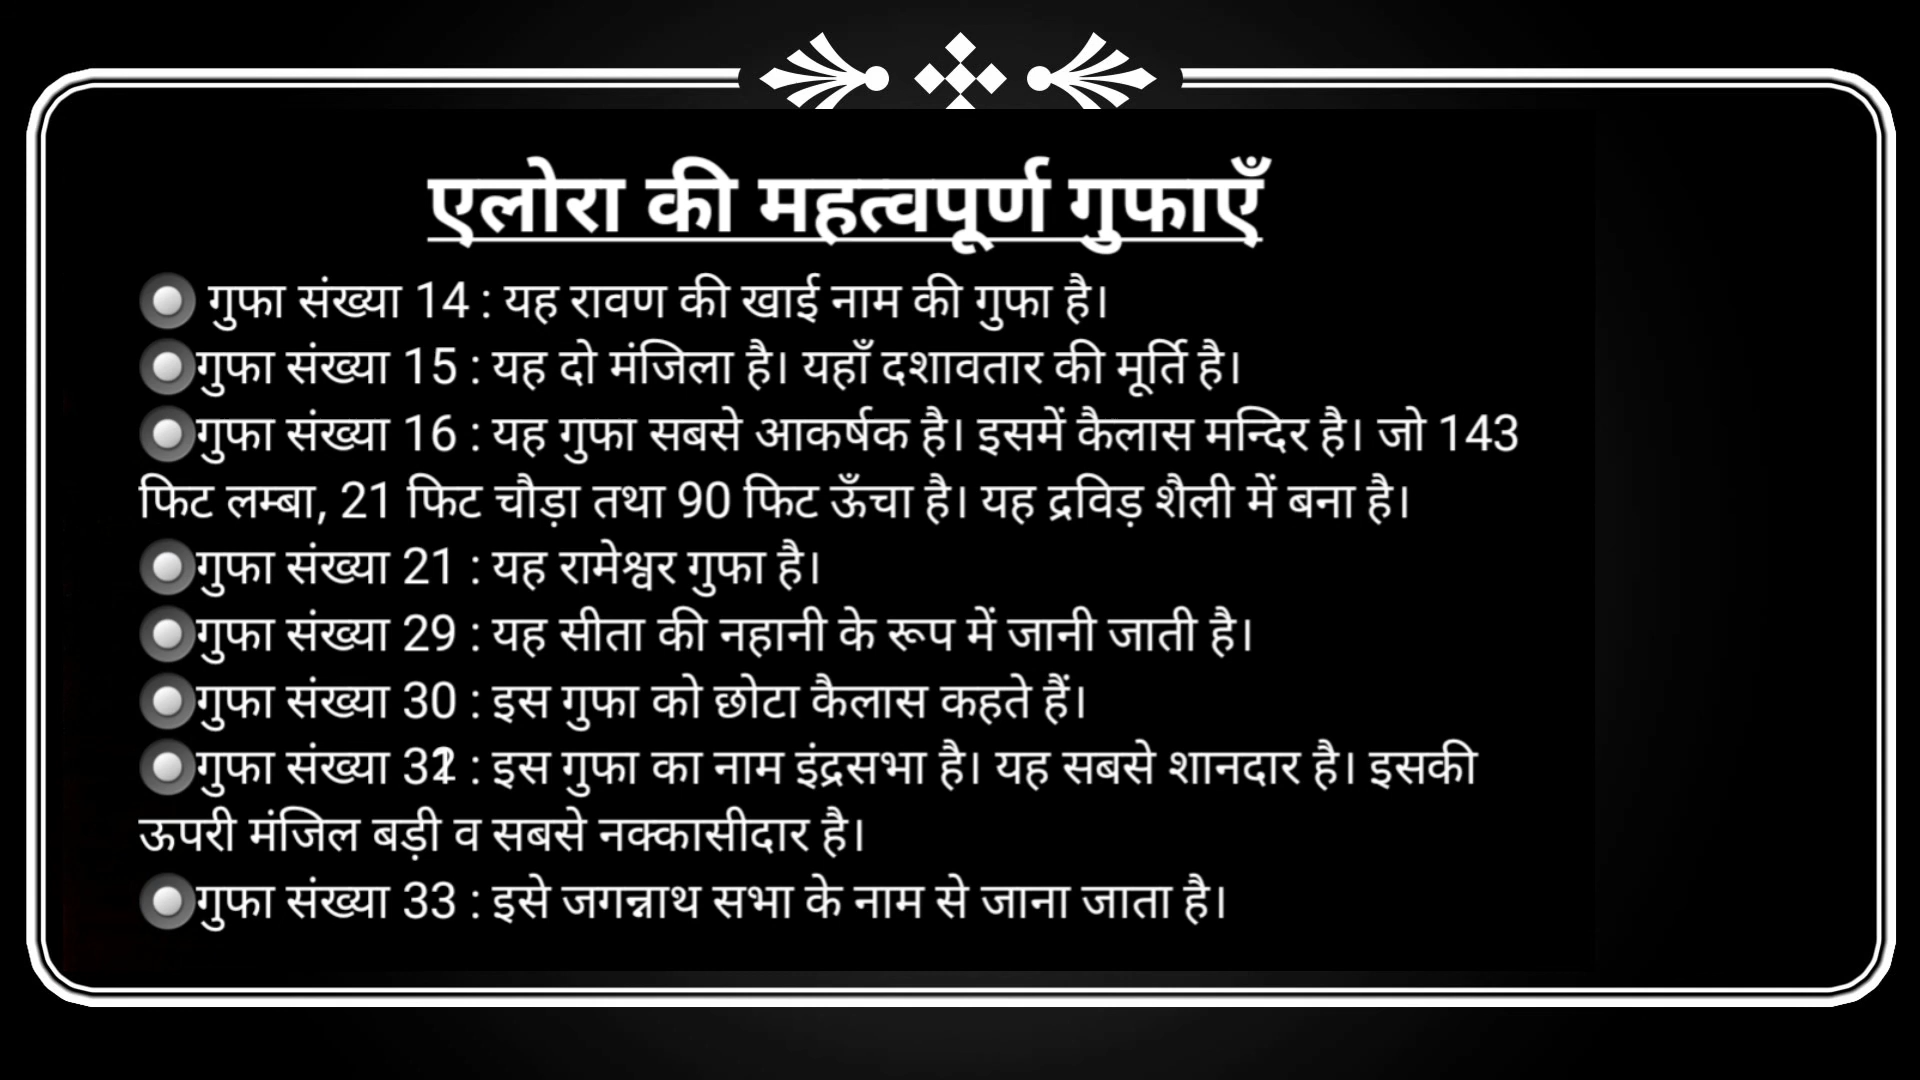 एलोरा की महत्वपूर्ण गुफाएँ
गुफा संख्या 14 : यह रावण की खाई नाम की गुफा है।
गुफा संख्या 15 : यह दो मंजिला है। यहाँ दशावतार की मूर्ति है।
गुफा संख्या 16 : यह गुफा सबसे आकर्षक है। इसमें कैलास मन्दिर है। जो 143
फिट लम्बा, 21 फिट चौड़ा तथा 90 फिट ऊँचा है। यह द्रविड़ शैली में बना है।
गुफा संख्या 21 : यह रामेश्वर गुफा है।
गुफा संख्या 29 : यह सीता की नहानी के रूप में जानी जाती है।
गुफा संख्या 30 : इस गुफा को छोटा कैलास कहते हैं।
गुफा संख्या : इस गुफा का नाम इंद्रसभा है। यह सबसे शानदार है। इसकी
ऊपरी मंजिल बड़ी व सबसे नक्कासीदार है।
गुफा संख्या 33 : इसे जगन्नाथ सभा के नाम से जाना जाता है।